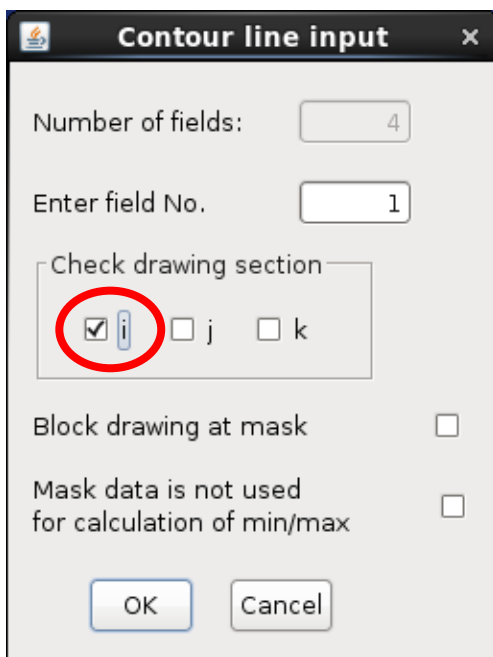 Contour line input ×
Number of fields: 4
Enter field No. 1
Check drawing section
i j k
Block drawing at mask
Mask data is not used
for calculation of min/max
OK Cancel